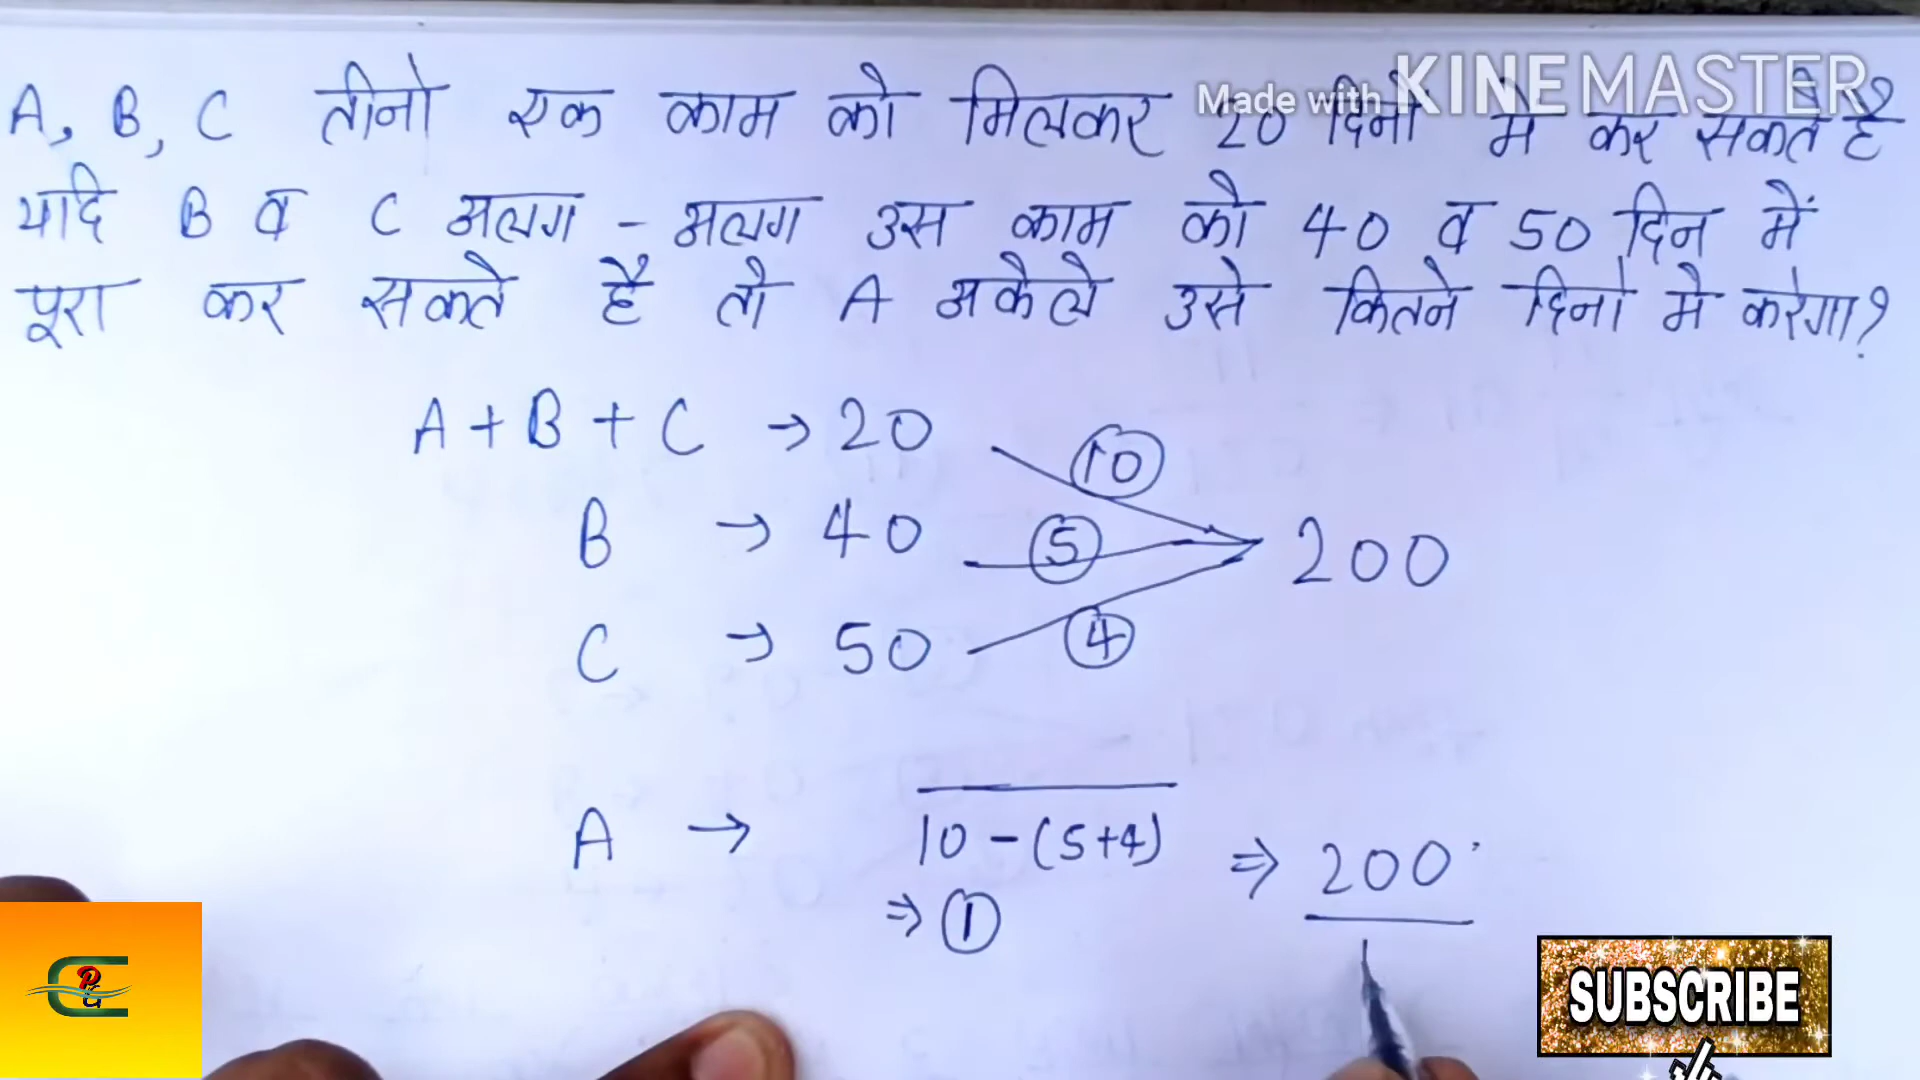 Made with KINEMASTER
A, B, C तीनो एक काम को मिलकर 20 दिनो मे कर सकते है
यदि B व C अलग - अलग उस काम को 40 व 50 दिन में
पूरा कर सकते है तो A अकेले उसे कितने दिनो मे करेगा?
A + B + C → 20
10
B → 40
5
200
C → 50
4
A → 10 - (5+4) ⇒ 200
⇒ 1
1
SUBSCRIBE